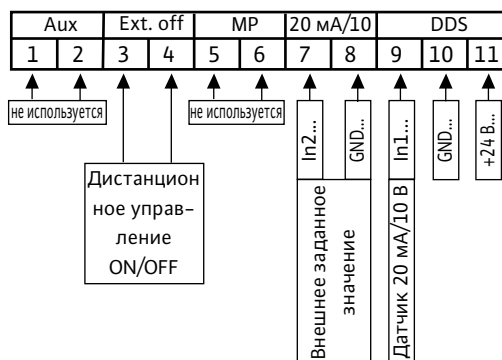 Aux Ext. off MP 20 мА/10 DDS
1 2 3 4 5 6 7 8 9 10 11
не используется не используется
In2... GND... In1... GND... +24 В...
Дистанцион
ное управ-
ление
ON/OFF
Внешнее заданное
значение
Датчик 20 мА/10 В